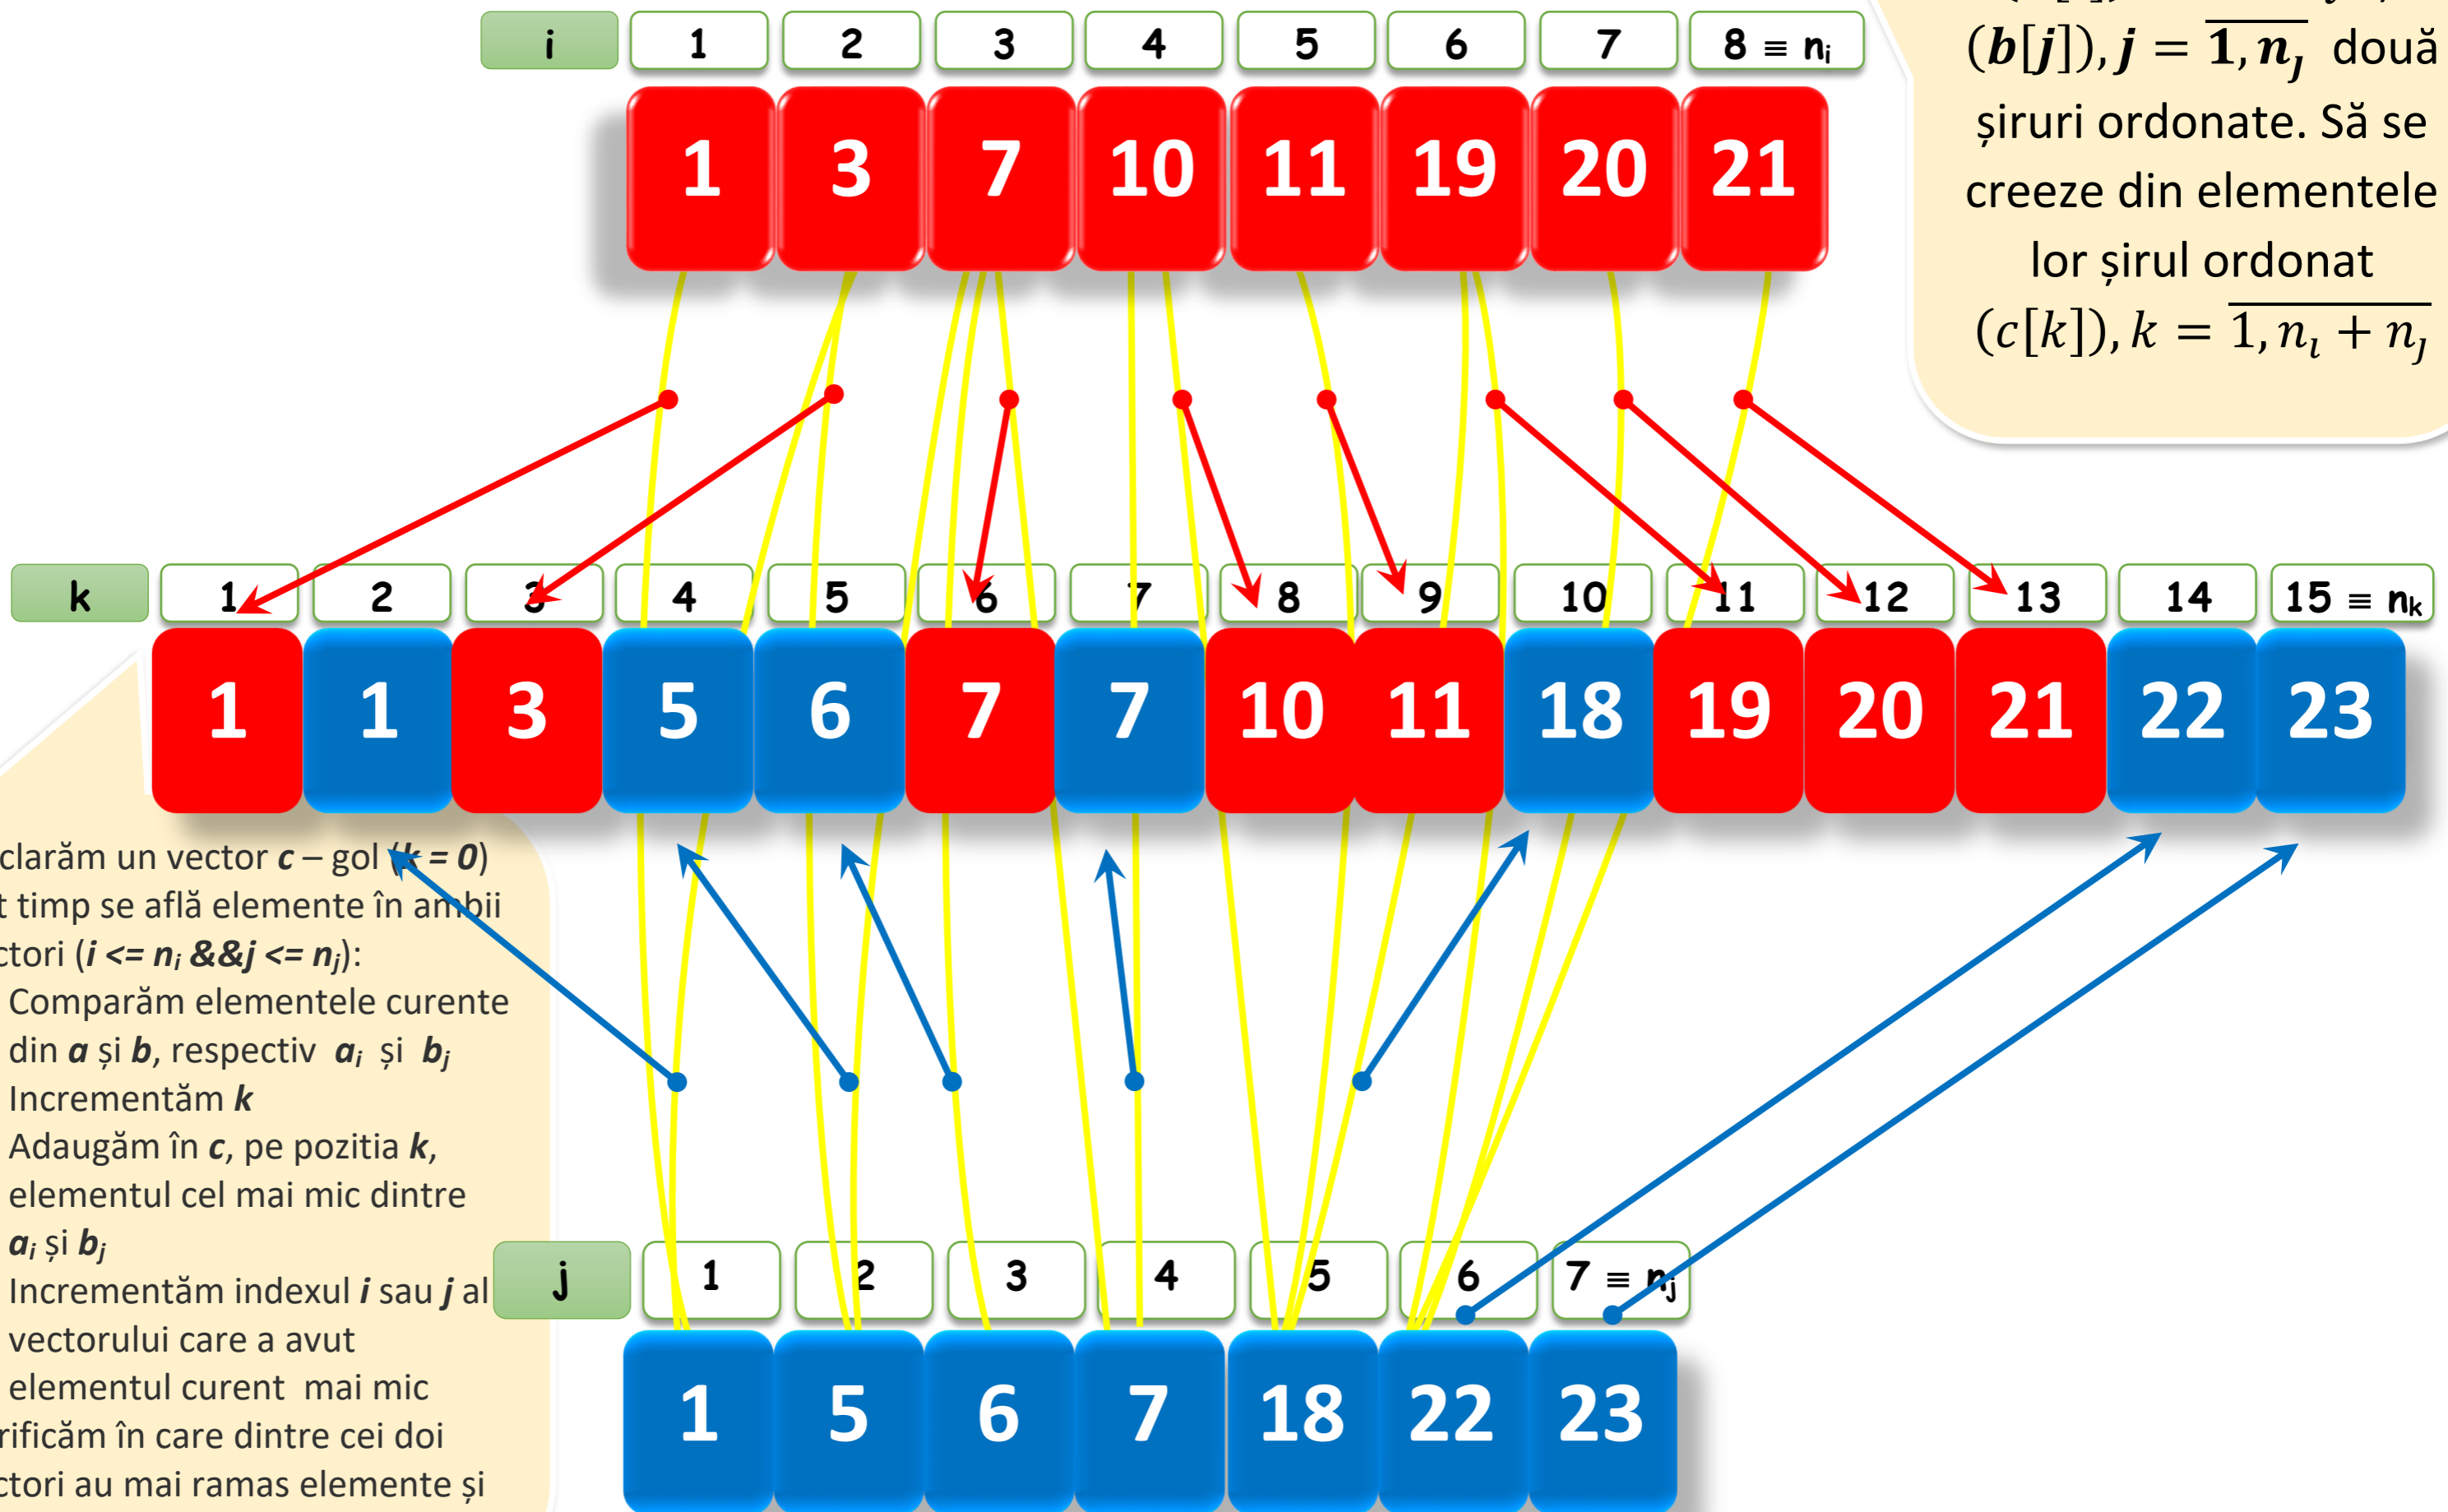 i 1 2 3 4 5 6 7 8 ≡ nᵢ
1 3 7 10 11 19 20 21
(b[j]), j = 1, nⱼ două
șiruri ordonate. Să se
creeze din elementele
lor șirul ordonat
(c[k]), k = 1, nᵢ + nⱼ
k 1 2 3 4 5 6 7 8 9 10 11 12 13 14 15 ≡ nₖ
1 1 3 5 6 7 7 10 11 18 19 20 21 22 23
clarăm un vector c – gol (k = 0)
t timp se află elemente în ambii
ctori (i <= nᵢ &&j <= nⱼ):
Comparăm elementele curente
din a și b, respectiv aᵢ și bⱼ
Incrementăm k
Adaugăm în c, pe pozitia k,
elementul cel mai mic dintre
aᵢ și bⱼ
Incrementăm indexul i sau j al
vectorului care a avut
elementul curent mai mic
rificăm în care dintre cei doi
ctori au mai ramas elemente și
j 1 2 3 4 5 6 7 ≡ nⱼ
1 5 6 7 18 22 23